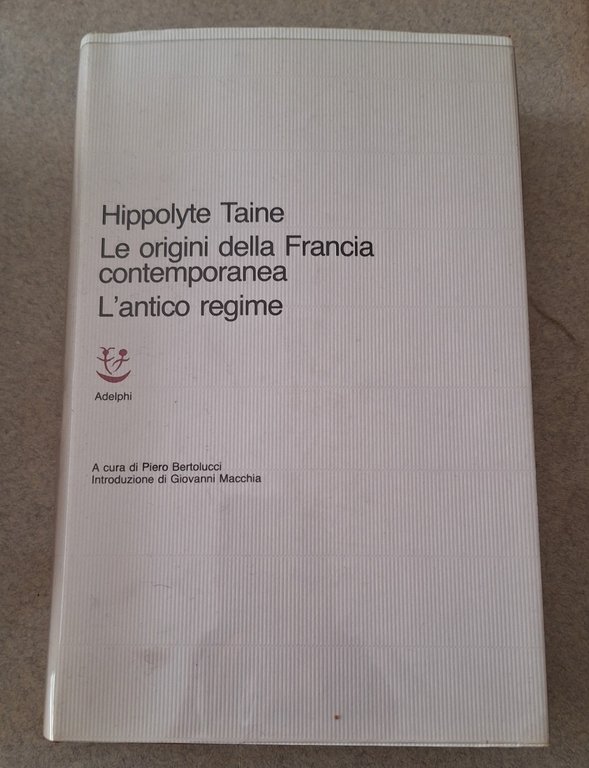 Hippolyte Taine
Le origini della Francia
contemporanea
L'antico regime
Adelphi
A cura di Piero Bertolucci
Introduzione di Giovanni Macchia